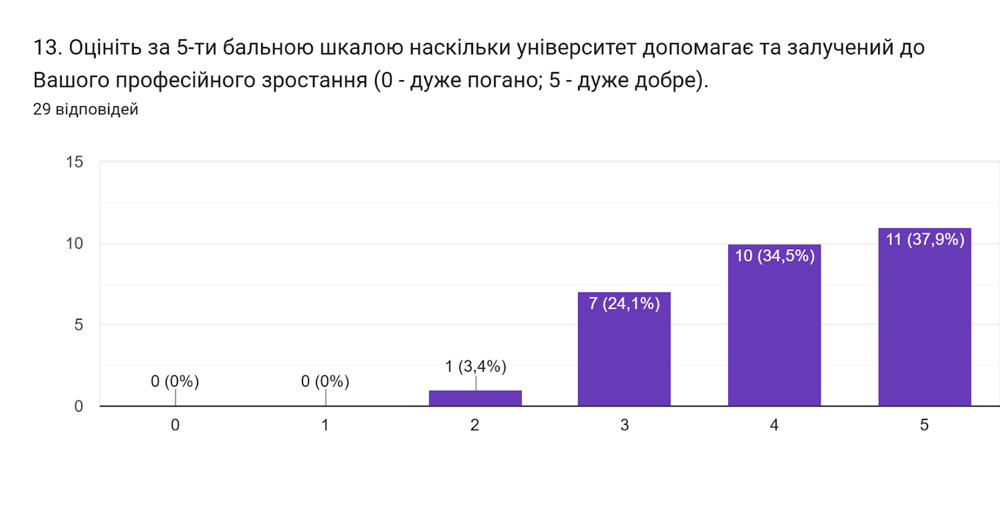 13. Оцініть за 5-ти бальною шкалою наскільки університет допомагає та залучений до
Вашого професійного зростання (0 - дуже погано; 5 - дуже добре).
29 відповідей
15
10
5
0
0 (0%)
0 (0%)
1 (3,4%)
7 (24,1%)
10 (34,5%)
11 (37,9%)
0 1 2 3 4 5